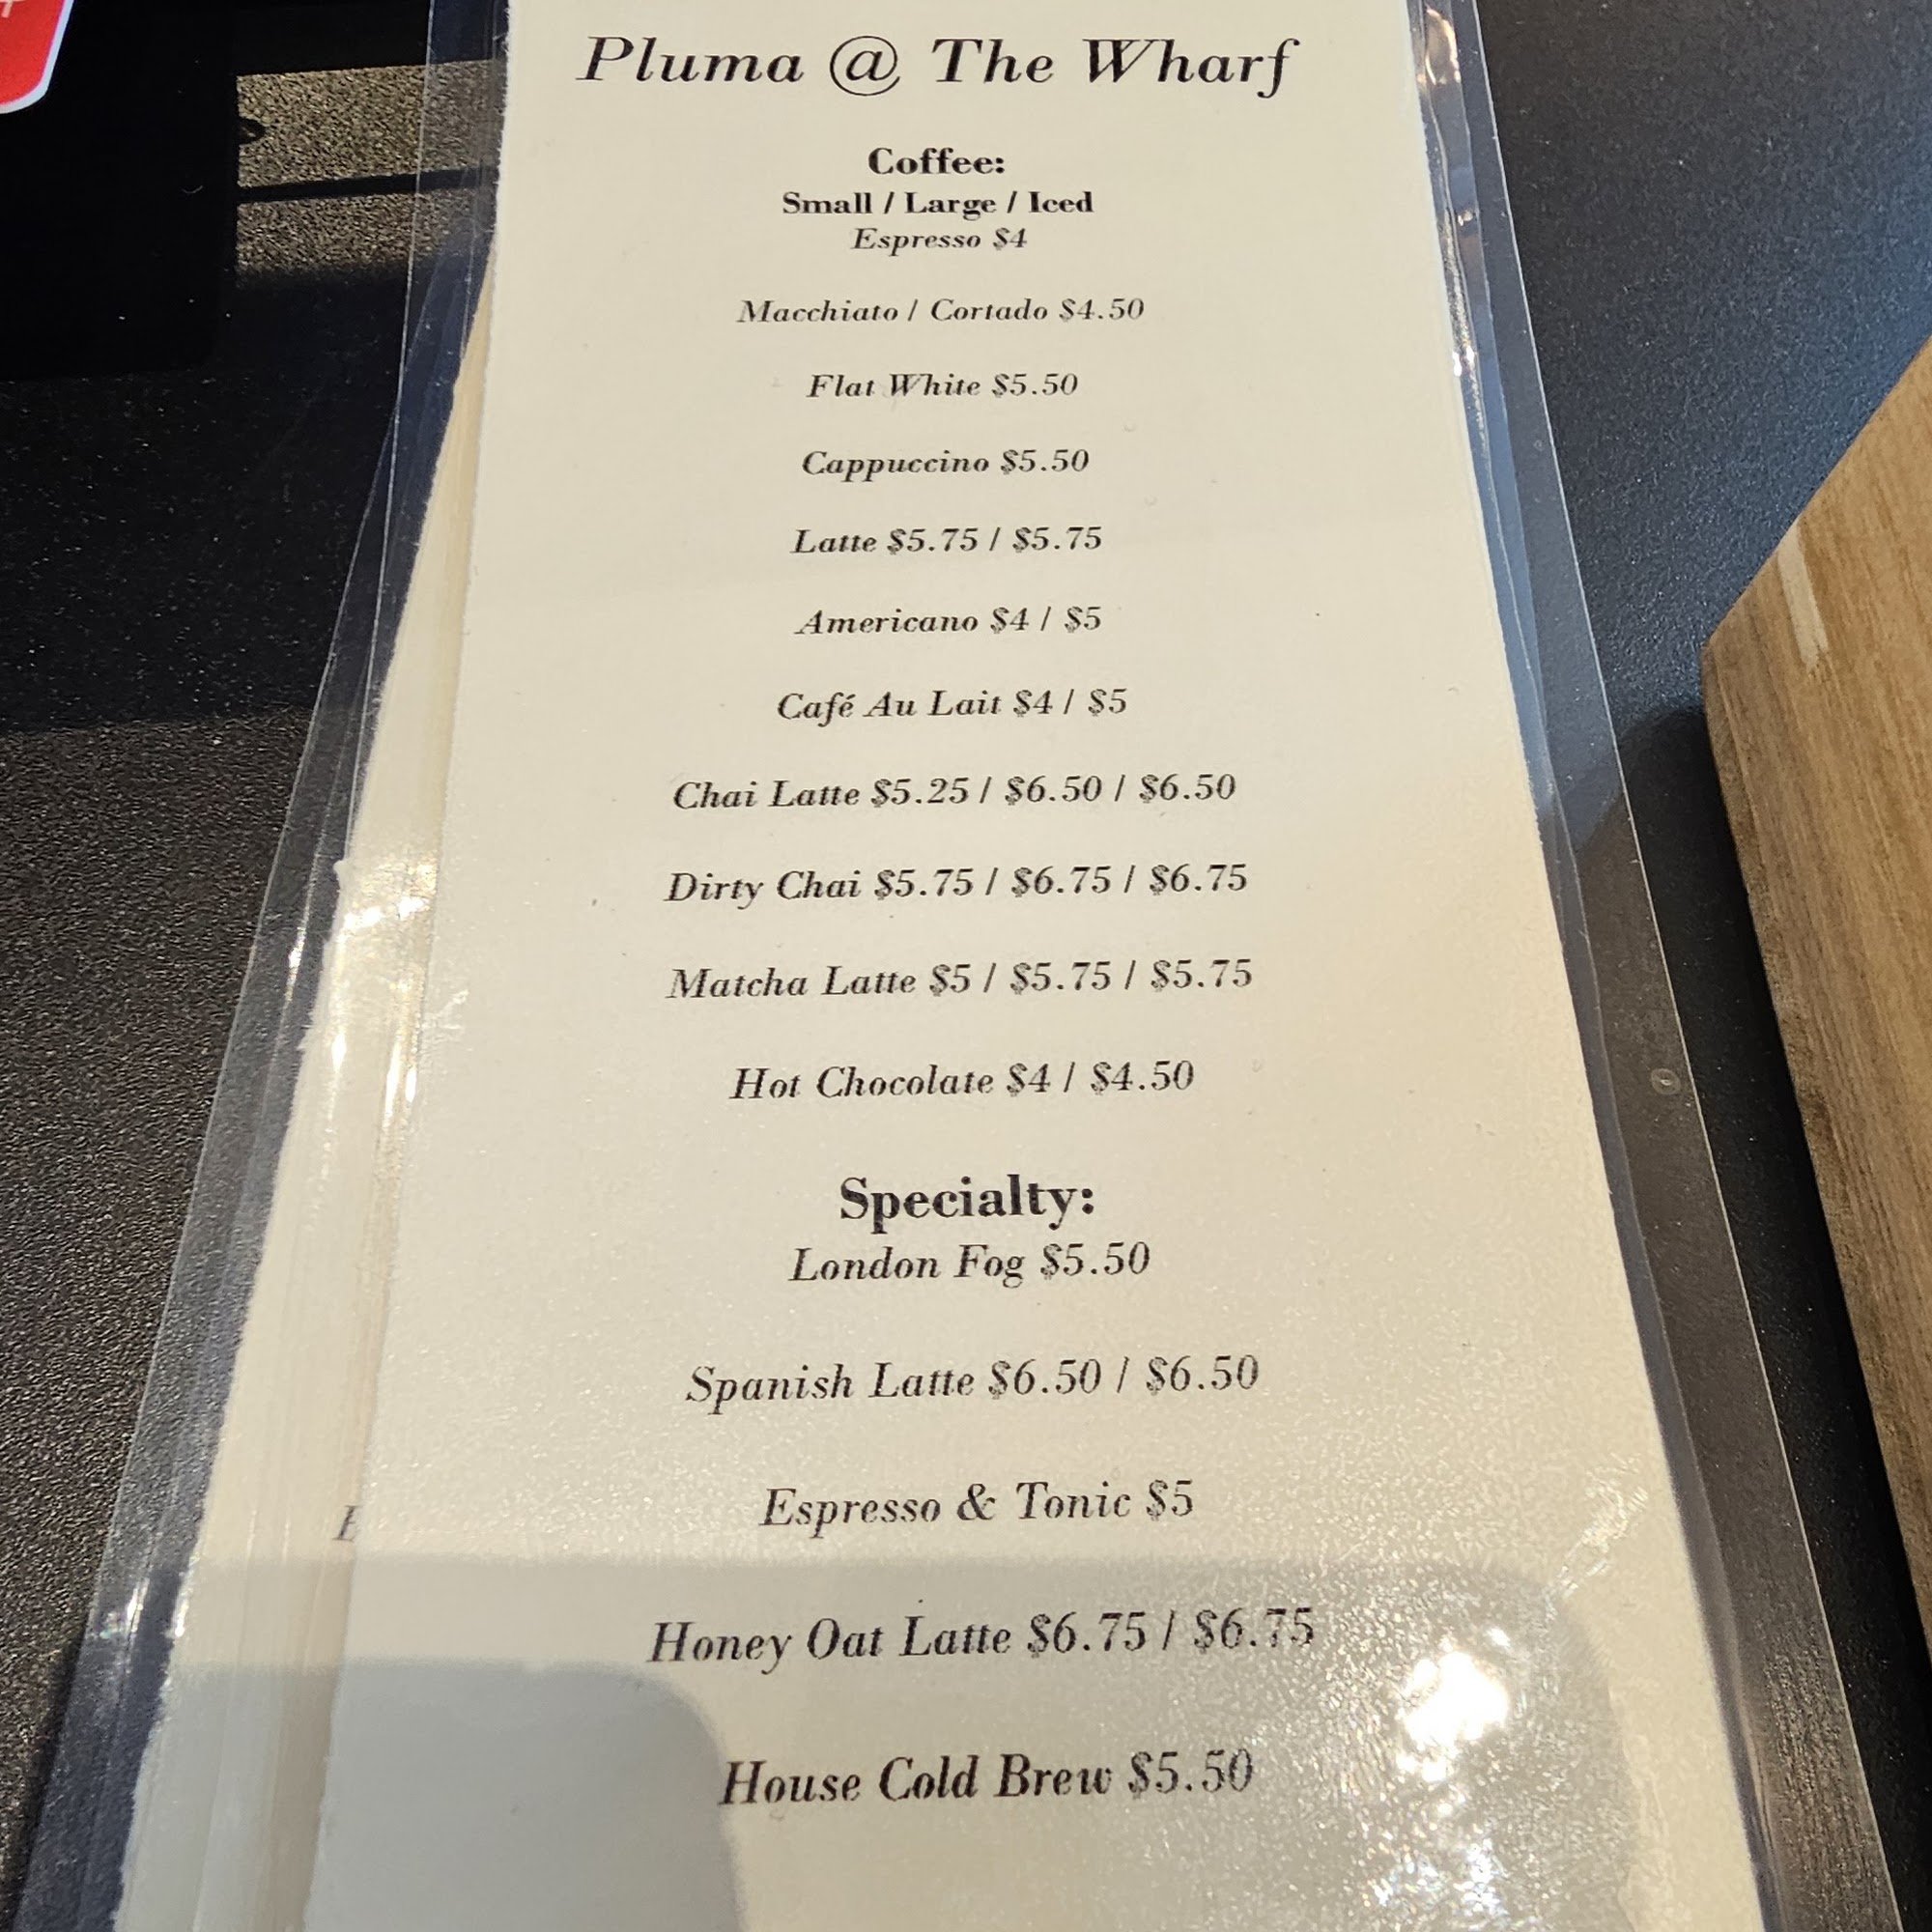 Pluma @ The Wharf
Coffee:
Small / Large / Iced
Espresso $4
Macchiato / Cortado $4.50
Flat White $5.50
Cappuccino $5.50
Latte $5.75 / $5.75
Americano $4 / $5
Café Au Lait $4 / $5
Chai Latte $5.25 / $6.50 / $6.50
Dirty Chai $5.75 / $6.75 / $6.75
Matcha Latte $5 / $5.75 / $5.75
Hot Chocolate $4 / $4.50
Specialty:
London Fog $5.50
Spanish Latte $6.50 / $6.50
Espresso & Tonic $5
Honey Oat Latte $6.75 / $6.75
House Cold Brew $5.50